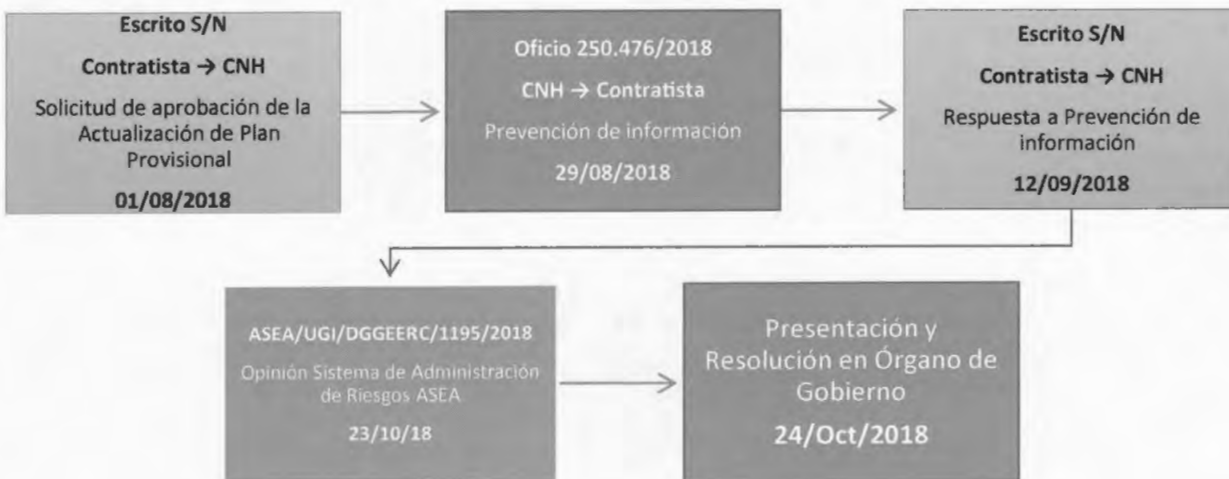 Escrito S/N
Contratista → CNH
Solicitud de aprobación de la
Actualización de Plan
Provisional
01/08/2018
Oficio 250.476/2018
CNH → Contratista
Prevención de información
29/08/2018
Escrito S/N
Contratista → CNH
Respuesta a Prevención de
información
12/09/2018
ASEA/UGI/DGGEERC/1195/2018
Opinión Sistema de Administración
de Riesgos ASEA
23/10/18
Presentación y
Resolución en Órgano de
Gobierno
24/Oct/2018